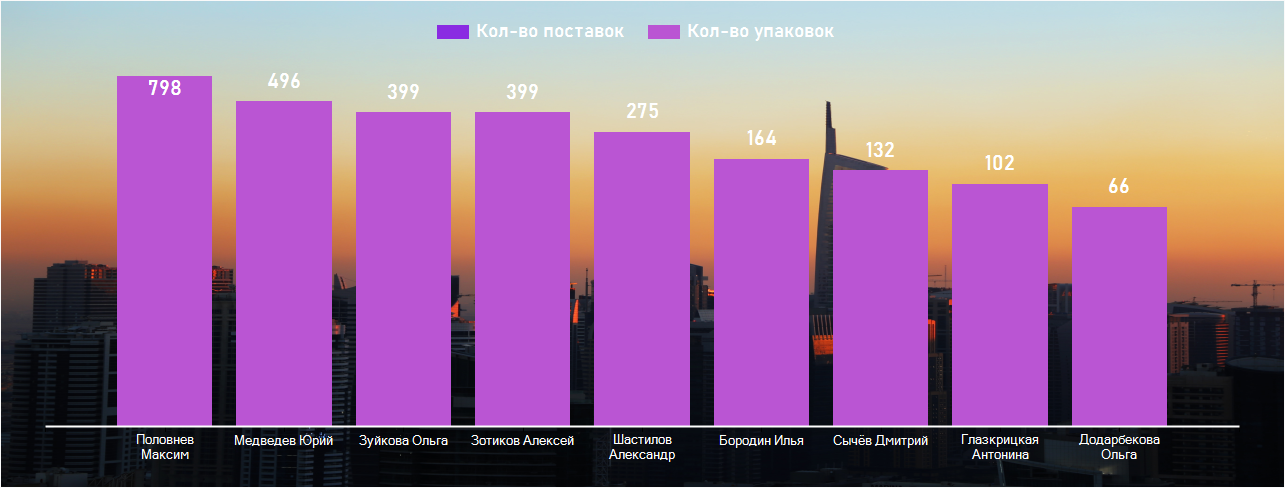 Кол-во поставок
Кол-во упаковок
798
496
399
399
275
164
132
102
66
Половнев
Максим
Медведев Юрий
Зуйкова Ольга
Зотиков Алексей
Шастилов
Александр
Бородин Илья
Сычёв Дмитрий
Глазкрицкая
Антонина
Додарбекова
Ольга